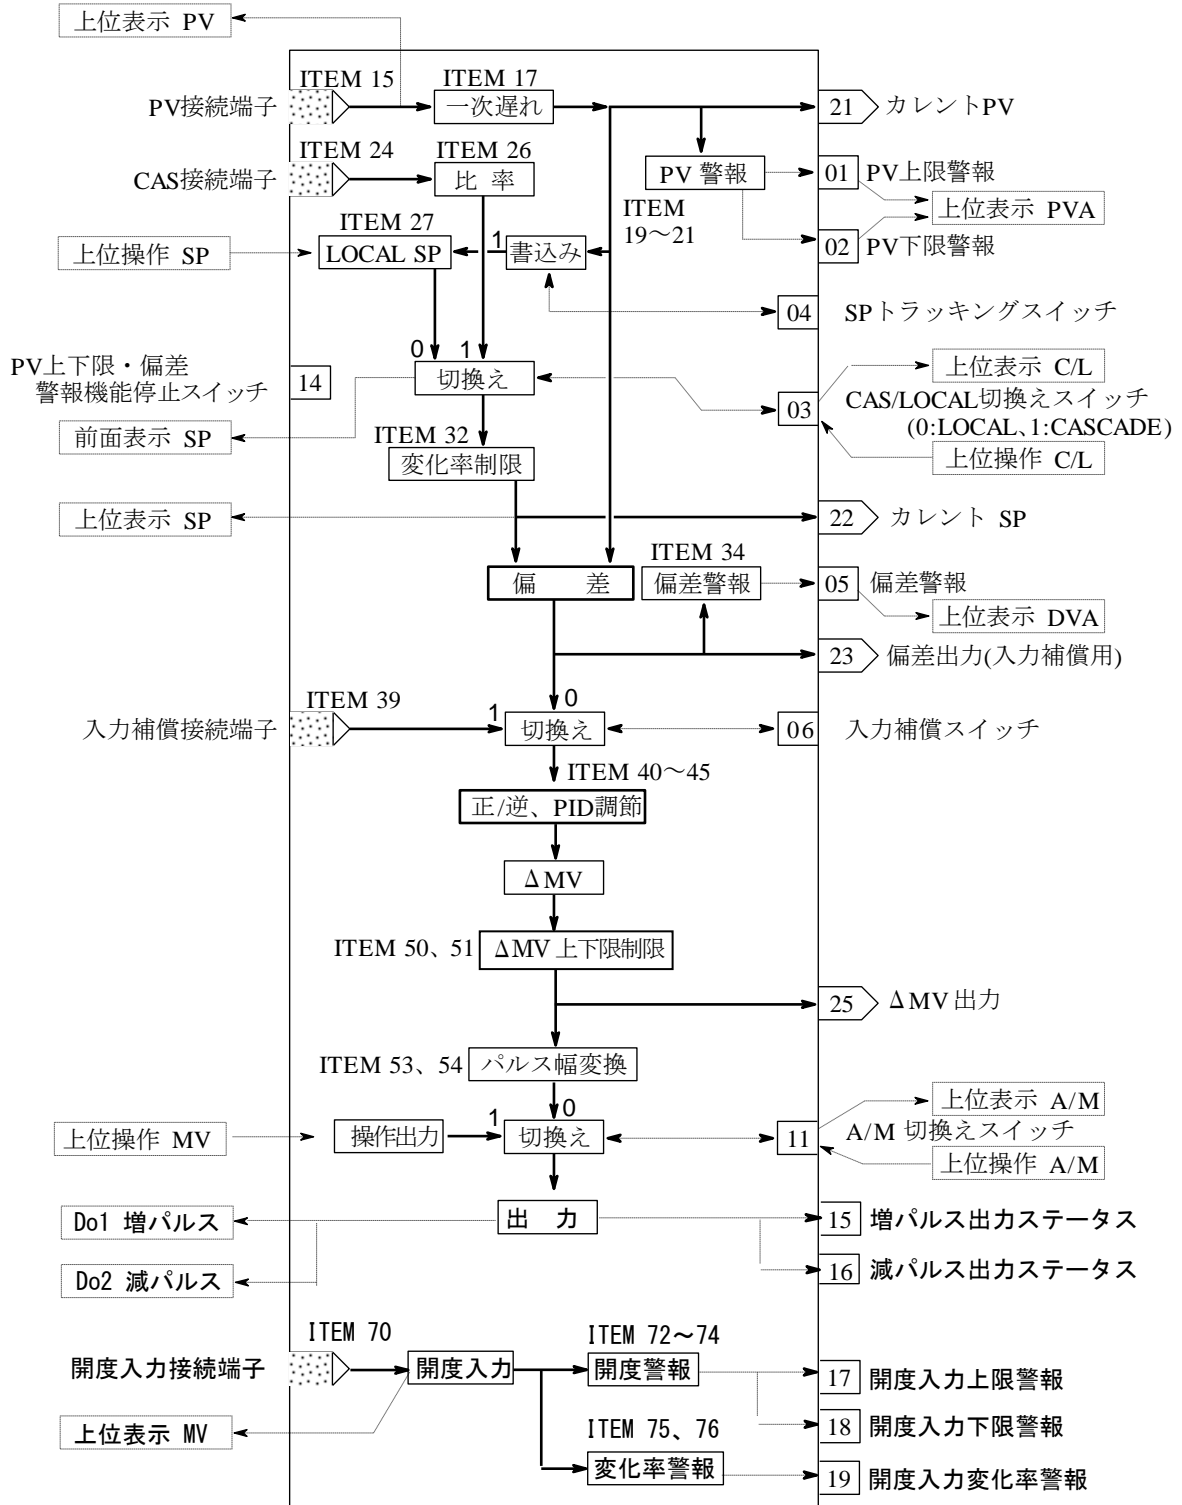 上位表示 PV
ITEM 15
ITEM 17
PV接続端子
一次遅れ
21
カレントPV
ITEM 24
ITEM 26
CAS接続端子
比 率
PV 警報
01
PV上限警報
上位表示 PVA
ITEM 27
ITEM
19～21
上位操作 SP
LOCAL SP
1
書込み
02
PV下限警報
04
SPトラッキングスイッチ
0
1
PV上下限・偏差
警報機能停止スイッチ
14
切換え
上位表示 C/L
03
CAS/LOCAL切換えスイッチ
(0:LOCAL、1:CASCADE)
前面表示 SP
ITEM 32
変化率制限
上位操作 C/L
上位表示 SP
22
カレント SP
ITEM 34
偏 差
偏差警報
05
偏差警報
上位表示 DVA
23
偏差出力(入力補償用)
ITEM 39
0
入力補償接続端子
1
切換え
06
入力補償スイッチ
ITEM 40～45
正/逆、PID調節
ΔMV
ITEM 50、51
ΔMV 上下限制限
25
ΔMV 出力
ITEM 53、54
パルス幅変換
0
上位表示 A/M
上位操作 MV
操作出力
1
切換え
11
A/M 切換えスイッチ
上位操作 A/M
Do1 増パルス
出 力
15
増パルス出力ステータス
Do2 減パルス
16
減パルス出力ステータス
ITEM 70
ITEM 72～74
開度入力接続端子
開度入力
開度警報
17
開度入力上限警報
上位表示 MV
18
開度入力下限警報
ITEM 75、76
変化率警報
19
開度入力変化率警報